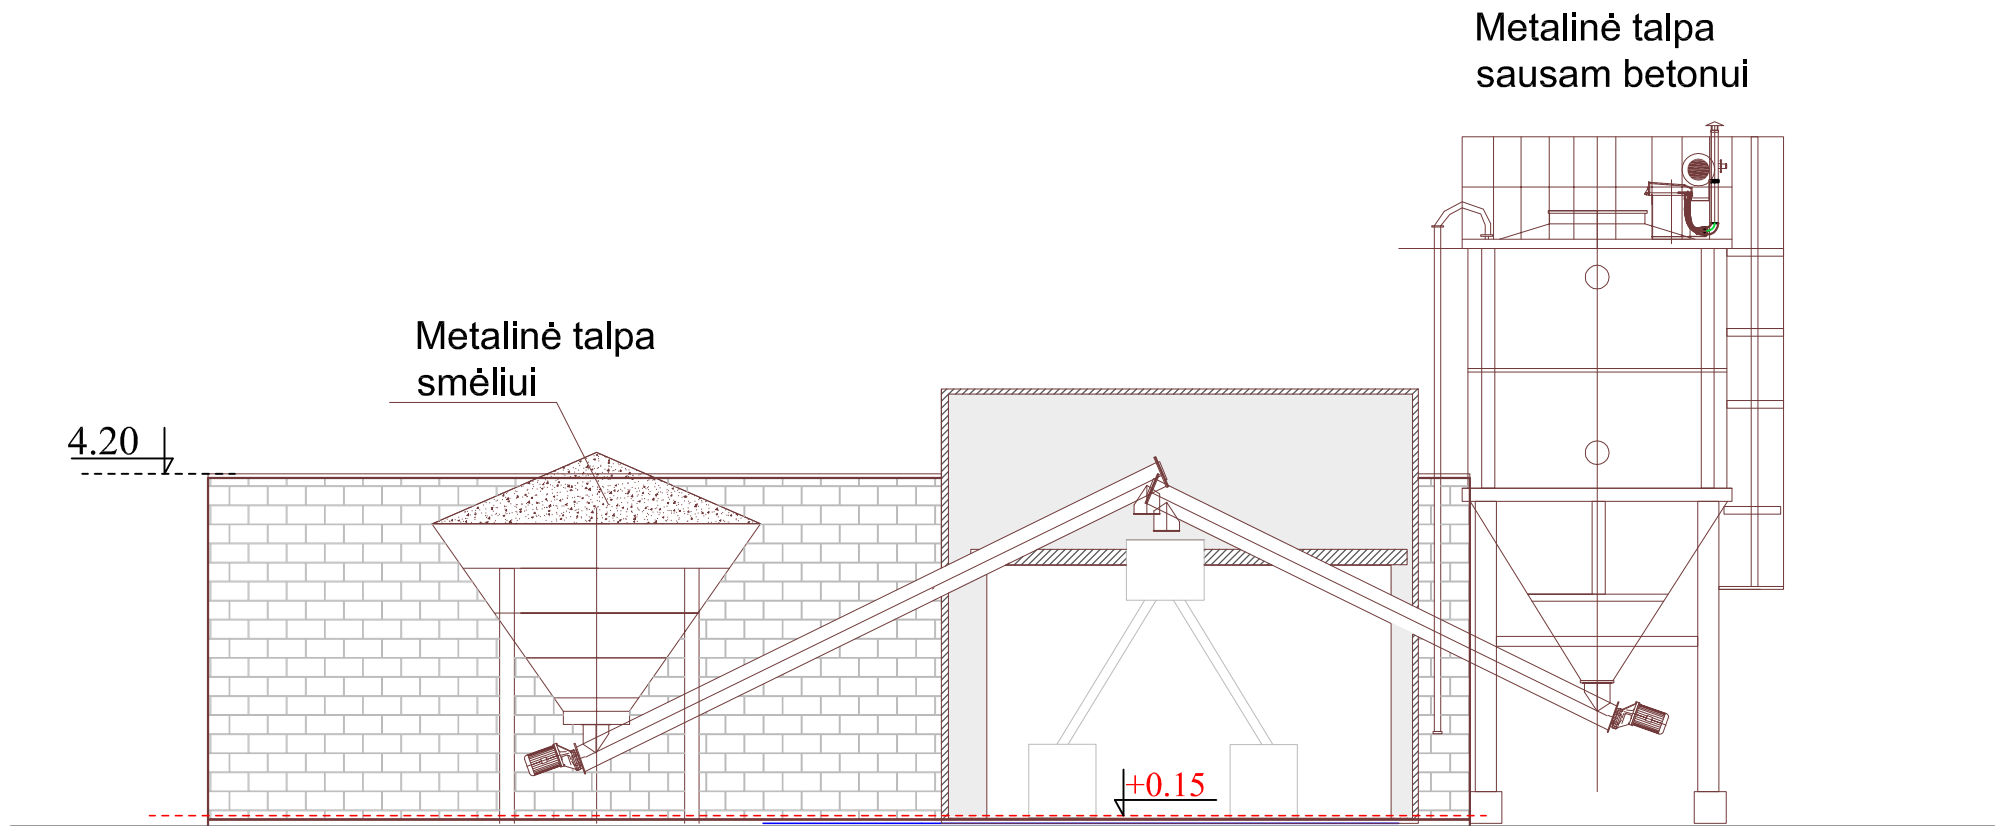 Metalinė talpa
sausam betonui
Metalinė talpa
smėliui
4.20
+0.15